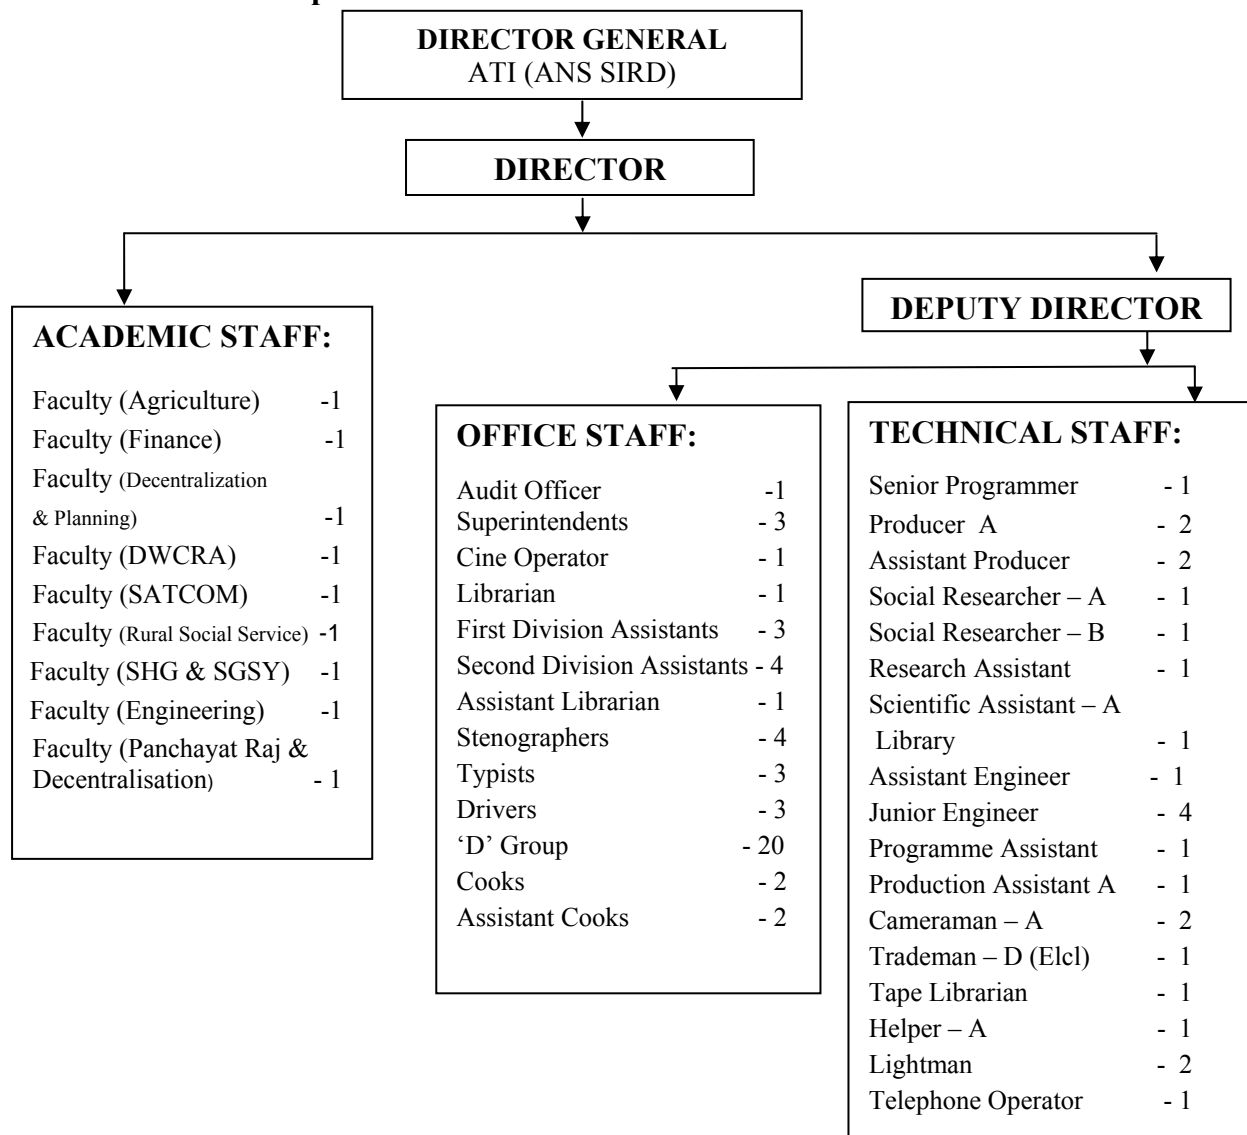 DIRECTOR GENERAL
ATI (ANS SIRD)
DIRECTOR
DEPUTY DIRECTOR
ACADEMIC STAFF:
Faculty (Agriculture) -1
Faculty (Finance) -1
Faculty (Decentralization
& Planning) -1
Faculty (DWCRA) -1
Faculty (SATCOM) -1
Faculty (Rural Social Service) -1
Faculty (SHG & SGSY) -1
Faculty (Engineering) -1
Faculty (Panchayat Raj &
Decentralisation) - 1
OFFICE STAFF:
Audit Officer -1
Superintendents - 3
Cine Operator - 1
Librarian - 1
First Division Assistants - 3
Second Division Assistants - 4
Assistant Librarian - 1
Stenographers - 4
Typists - 3
Drivers - 3
‘D’ Group - 20
Cooks - 2
Assistant Cooks - 2
TECHNICAL STAFF:
Senior Programmer - 1
Producer A - 2
Assistant Producer - 2
Social Researcher – A - 1
Social Researcher – B - 1
Research Assistant - 1
Scientific Assistant – A
Library - 1
Assistant Engineer - 1
Junior Engineer - 4
Programme Assistant - 1
Production Assistant A - 1
Cameraman – A - 2
Trademan – D (Elcl) - 1
Tape Librarian - 1
Helper – A - 1
Lightman - 2
Telephone Operator - 1